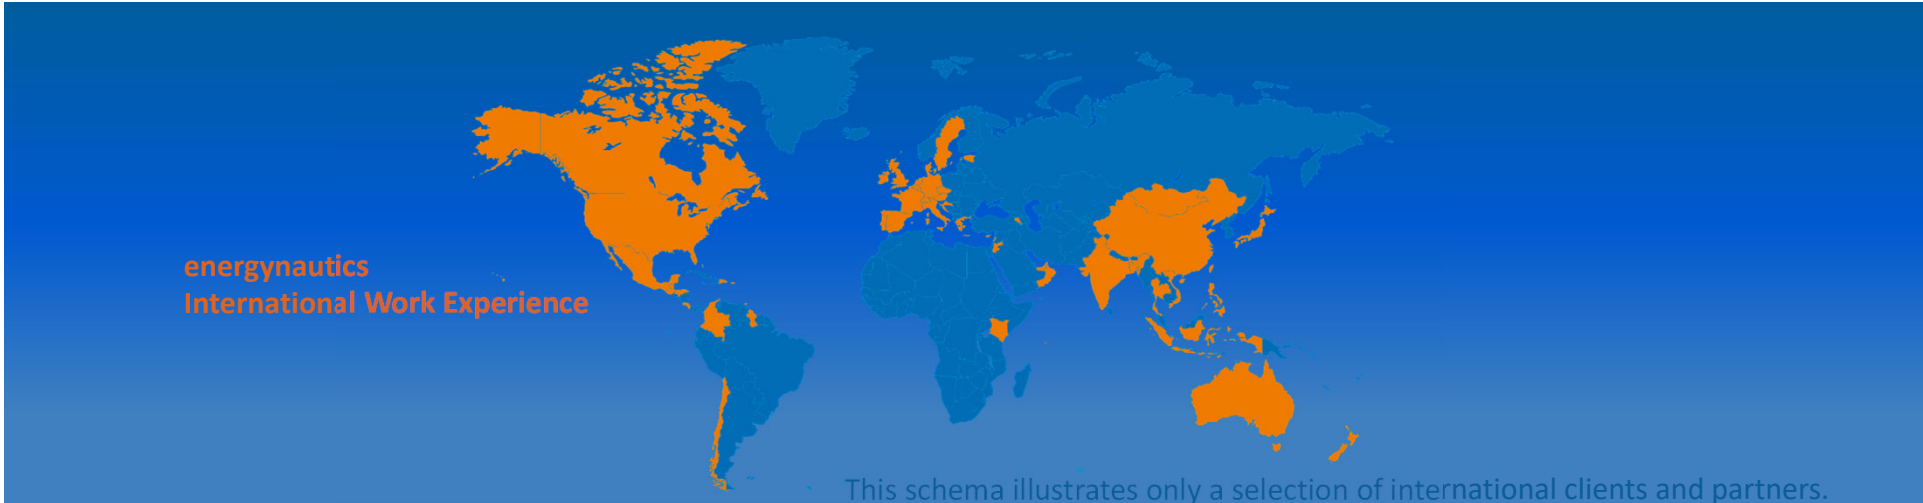 energynautics
International Work Experience
This schema illustrates only a selection of international clients and partners.